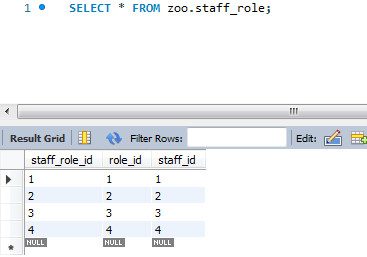 1 SELECT * FROM zoo.staff_role;
Result Grid Filter Rows: Edit:
staff_role_id role_id staff_id
1 1 1
2 2 2
3 3 3
4 4 4
NULL NULL NULL